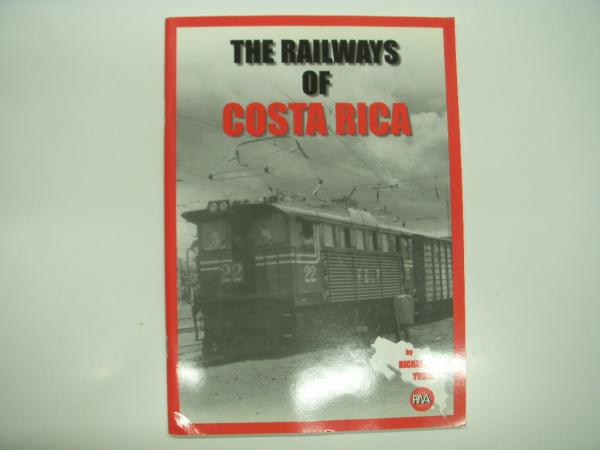 THE RAILWAYS
OF
COSTA RICA
22
22
by